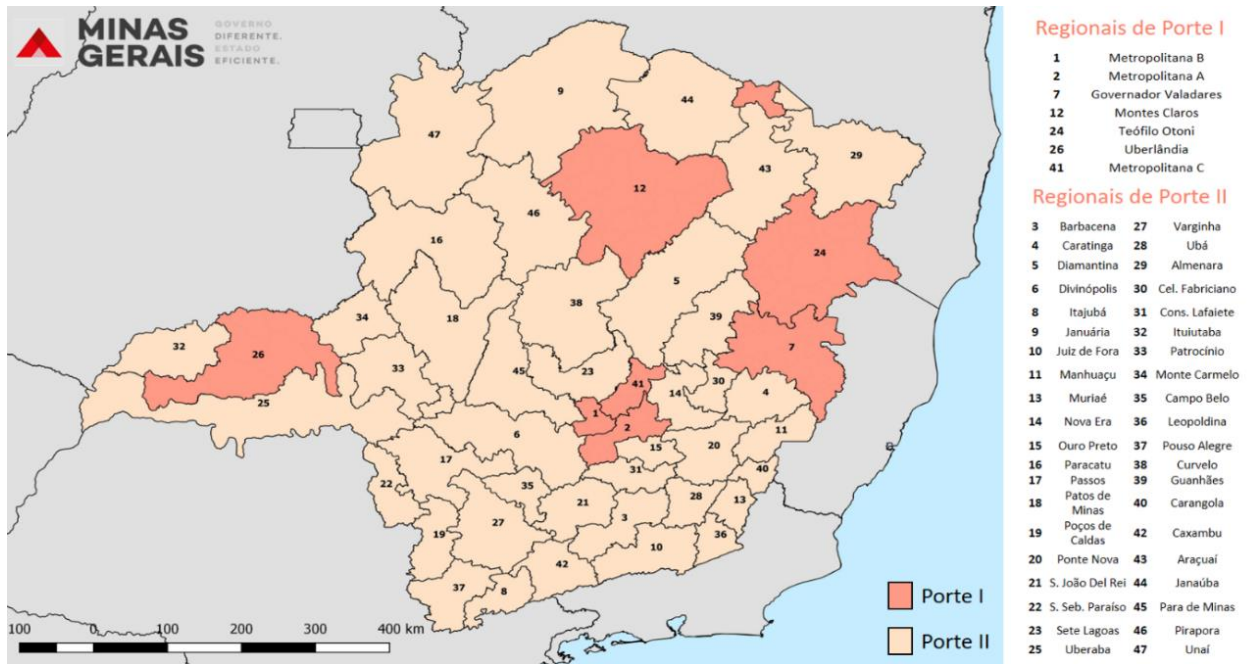 MINAS
GERAIS
GOVERNO
DIFERENTE.
ESTADO
EFICIENTE.
9
44
47
29
43
12
46
16
24
5
38
34
18
39
32
26
7
33
45
23
41
30
14
4
25
1
2
6
11
15
20
17
31
40
22
35
28
13
21
27
3
19
36
10
42
37
8
Porte I
Porte II
100 0 100 200 300 400 km
Regionais de Porte I
1 Metropolitana B
2 Metropolitana A
7 Governador Valadares
12 Montes Claros
24 Teófilo Otoni
26 Uberlândia
41 Metropolitana C
Regionais de Porte II
3 Barbacena 27 Varginha
4 Caratinga 28 Ubá
5 Diamantina 29 Almenara
6 Divinópolis 30 Cel. Fabriciano
8 Itajubá 31 Cons. Lafaiete
9 Januária 32 Ituiutaba
10 Juiz de Fora 33 Patrocínio
11 Manhuaçu 34 Monte Carmelo
13 Muriaé 35 Campo Belo
14 Nova Era 36 Leopoldina
15 Ouro Preto 37 Pouso Alegre
16 Paracatu 38 Curvelo
17 Passos 39 Guanhães
18 Patos de Minas 40 Carangola
19 Poços de Caldas 42 Caxambu
20 Ponte Nova 43 Araçuaí
21 S. João Del Rei 44 Janaúba
22 S. Seb. Paraíso 45 Para de Minas
23 Sete Lagoas 46 Pirapora
25 Uberaba 47 Unaí